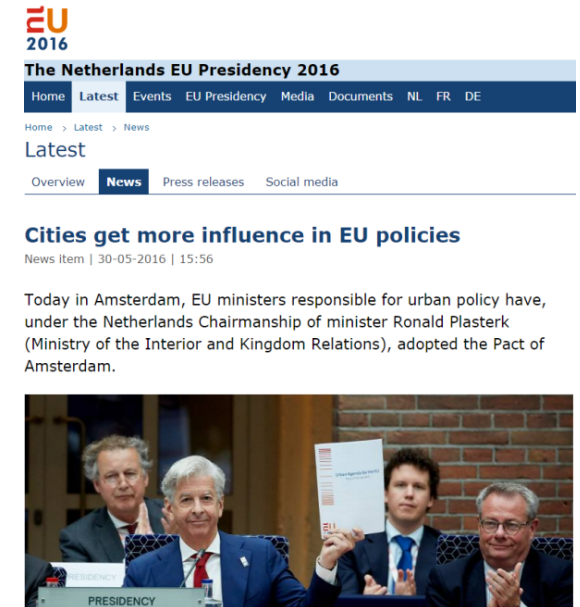 EU
2016
The Netherlands EU Presidency 2016
Home Latest Events EU Presidency Media Documents NL FR DE
Home > Latest > News
Latest
Overview News Press releases Social media
Cities get more influence in EU policies
News item | 30-05-2016 | 15:56
Today in Amsterdam, EU ministers responsible for urban policy have,
under the Netherlands Chairmanship of minister Ronald Plasterk
(Ministry of the Interior and Kingdom Relations), adopted the Pact of
Amsterdam.
Urban Agenda
PRESIDENCY
PRESIDENCY